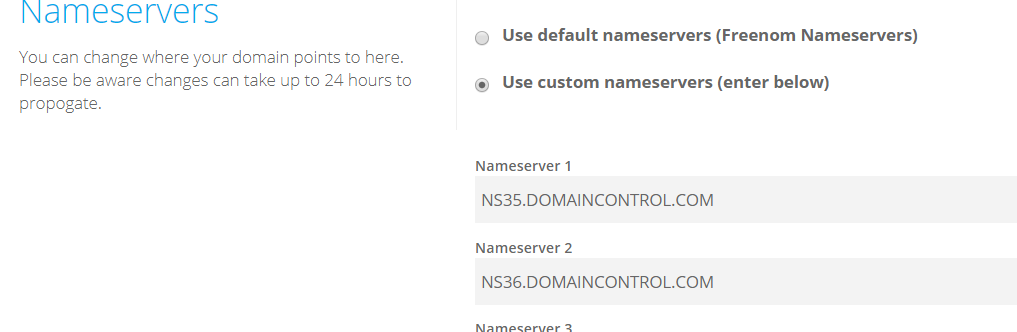 Nameservers
You can change where your domain points to here.
Please be aware changes can take up to 24 hours to
propogate.
Use default nameservers (Freenom Nameservers)
Use custom nameservers (enter below)
Nameserver 1
NS35.DOMAINCONTROL.COM
Nameserver 2
NS36.DOMAINCONTROL.COM
Nameserver 3